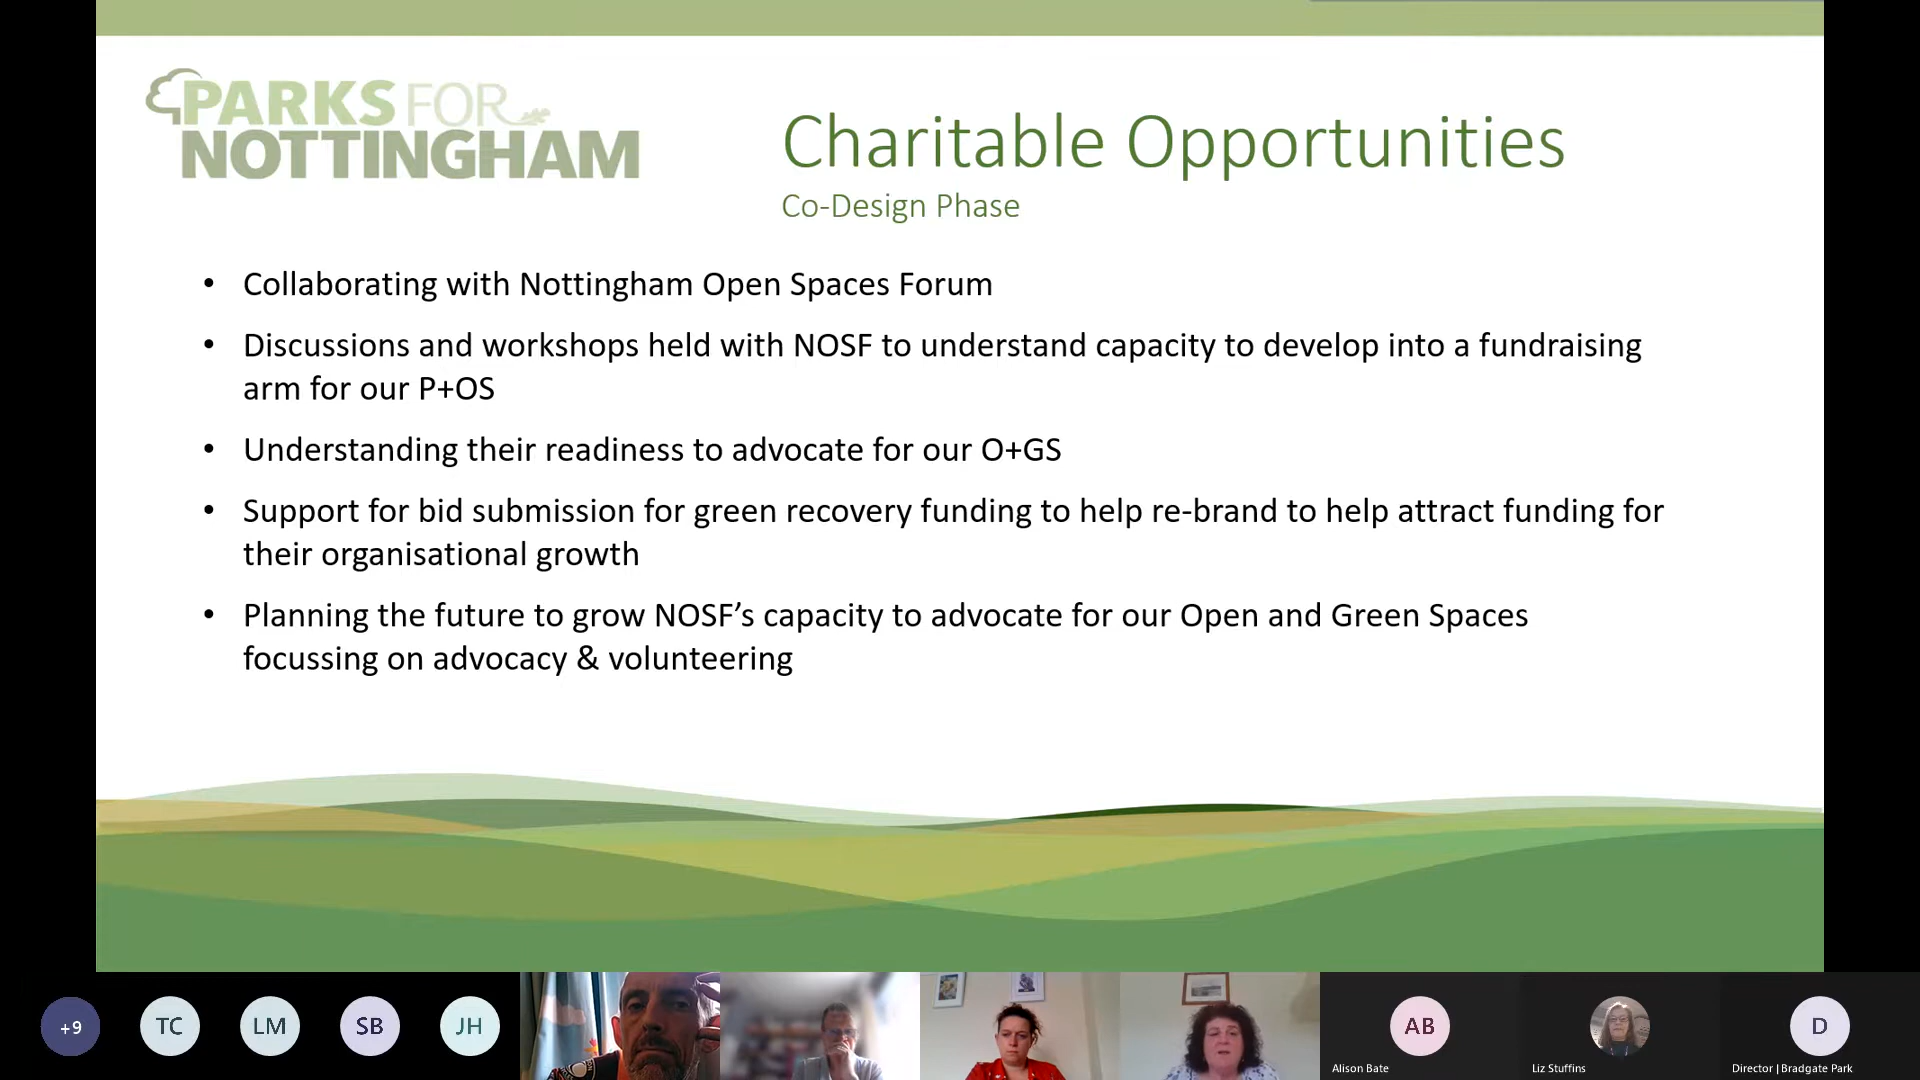 PARKS FOR
NOTTINGHAM
Charitable Opportunities
Co-Design Phase
• Collaborating with Nottingham Open Spaces Forum
• Discussions and workshops held with NOSF to understand capacity to develop into a fundraising
arm for our P+OS
• Understanding their readiness to advocate for our O+GS
• Support for bid submission for green recovery funding to help re-brand to help attract funding for
their organisational growth
• Planning the future to grow NOSF’s capacity to advocate for our Open and Green Spaces
focussing on advocacy & volunteering
+9
TC
LM
SB
JH
AB
Alison Bate
Liz Stuffins
D
Director | Bradgate Park